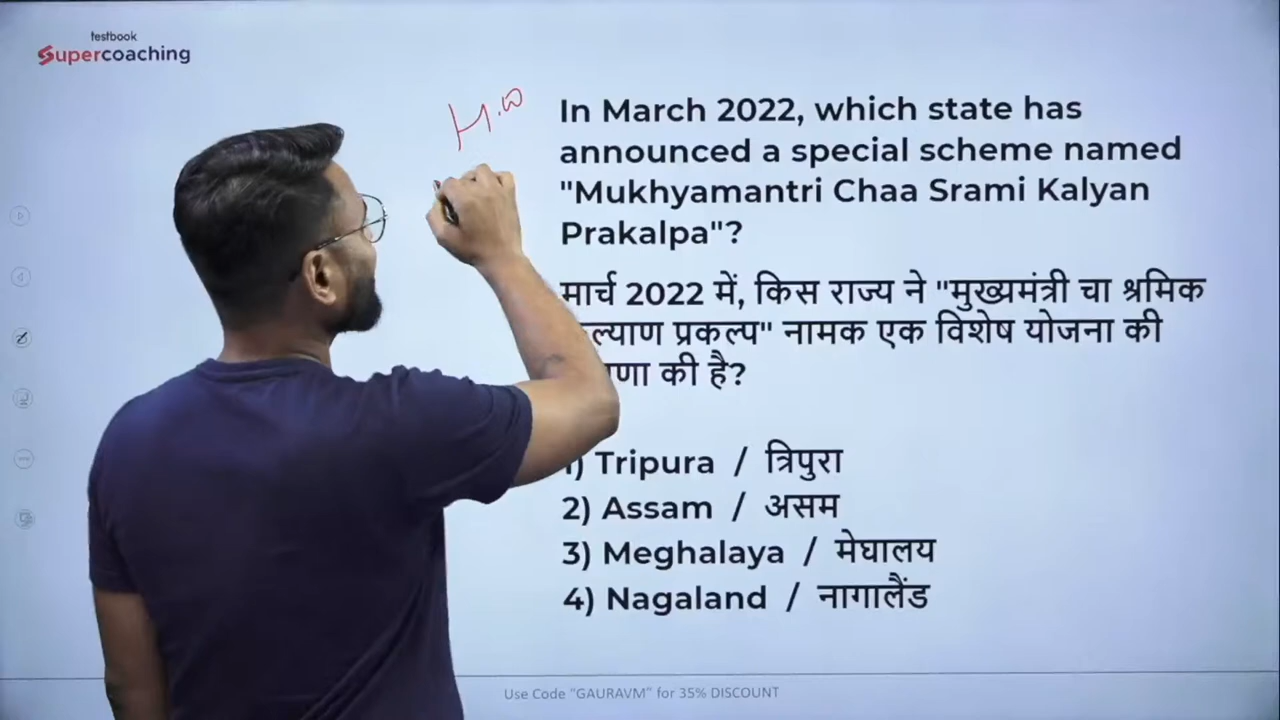 testbook
Supercoaching
H.W
In March 2022, which state has
announced a special scheme named
"Mukhyamantri Chaa Srami Kalyan
Prakalpa"?
मार्च 2022 में, किस राज्य ने "मुख्यमंत्री चा श्रमिक
ल्याण प्रकल्प" नामक एक विशेष योजना की
णा की है?
1) Tripura / त्रिपुरा
2) Assam / असम
3) Meghalaya / मेघालय
4) Nagaland / नागालैंड
Use Code "GAURAVM" for 35% DISCOUNT